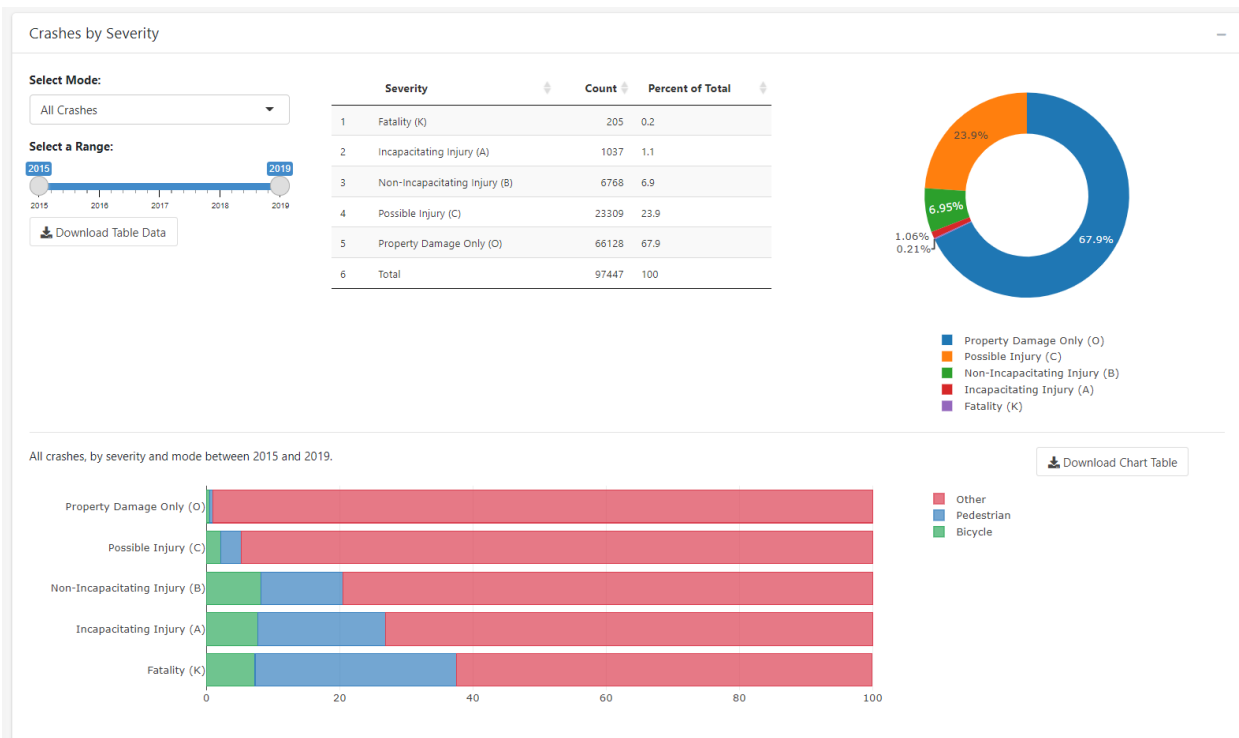 Crashes by Severity
Select Mode:
All Crashes
Select a Range:
2015 2019
2015 2016 2017 2018 2019
Download Table Data
Severity Count Percent of Total
1 Fatality (K) 205 0.2
2 Incapacitating Injury (A) 1037 1.1
3 Non-Incapacitating Injury (B) 6768 6.9
4 Possible Injury (C) 23309 23.9
5 Property Damage Only (O) 66128 67.9
6 Total 97447 100
23.9%
6.95%
1.06%
0.21%
67.9%
Property Damage Only (O)
Possible Injury (C)
Non-Incapacitating Injury (B)
Incapacitating Injury (A)
Fatality (K)
All crashes, by severity and mode between 2015 and 2019.
Download Chart Table
Property Damage Only (O)
Possible Injury (C)
Non-Incapacitating Injury (B)
Incapacitating Injury (A)
Fatality (K)
0 20 40 60 80 100
Other
Pedestrian
Bicycle